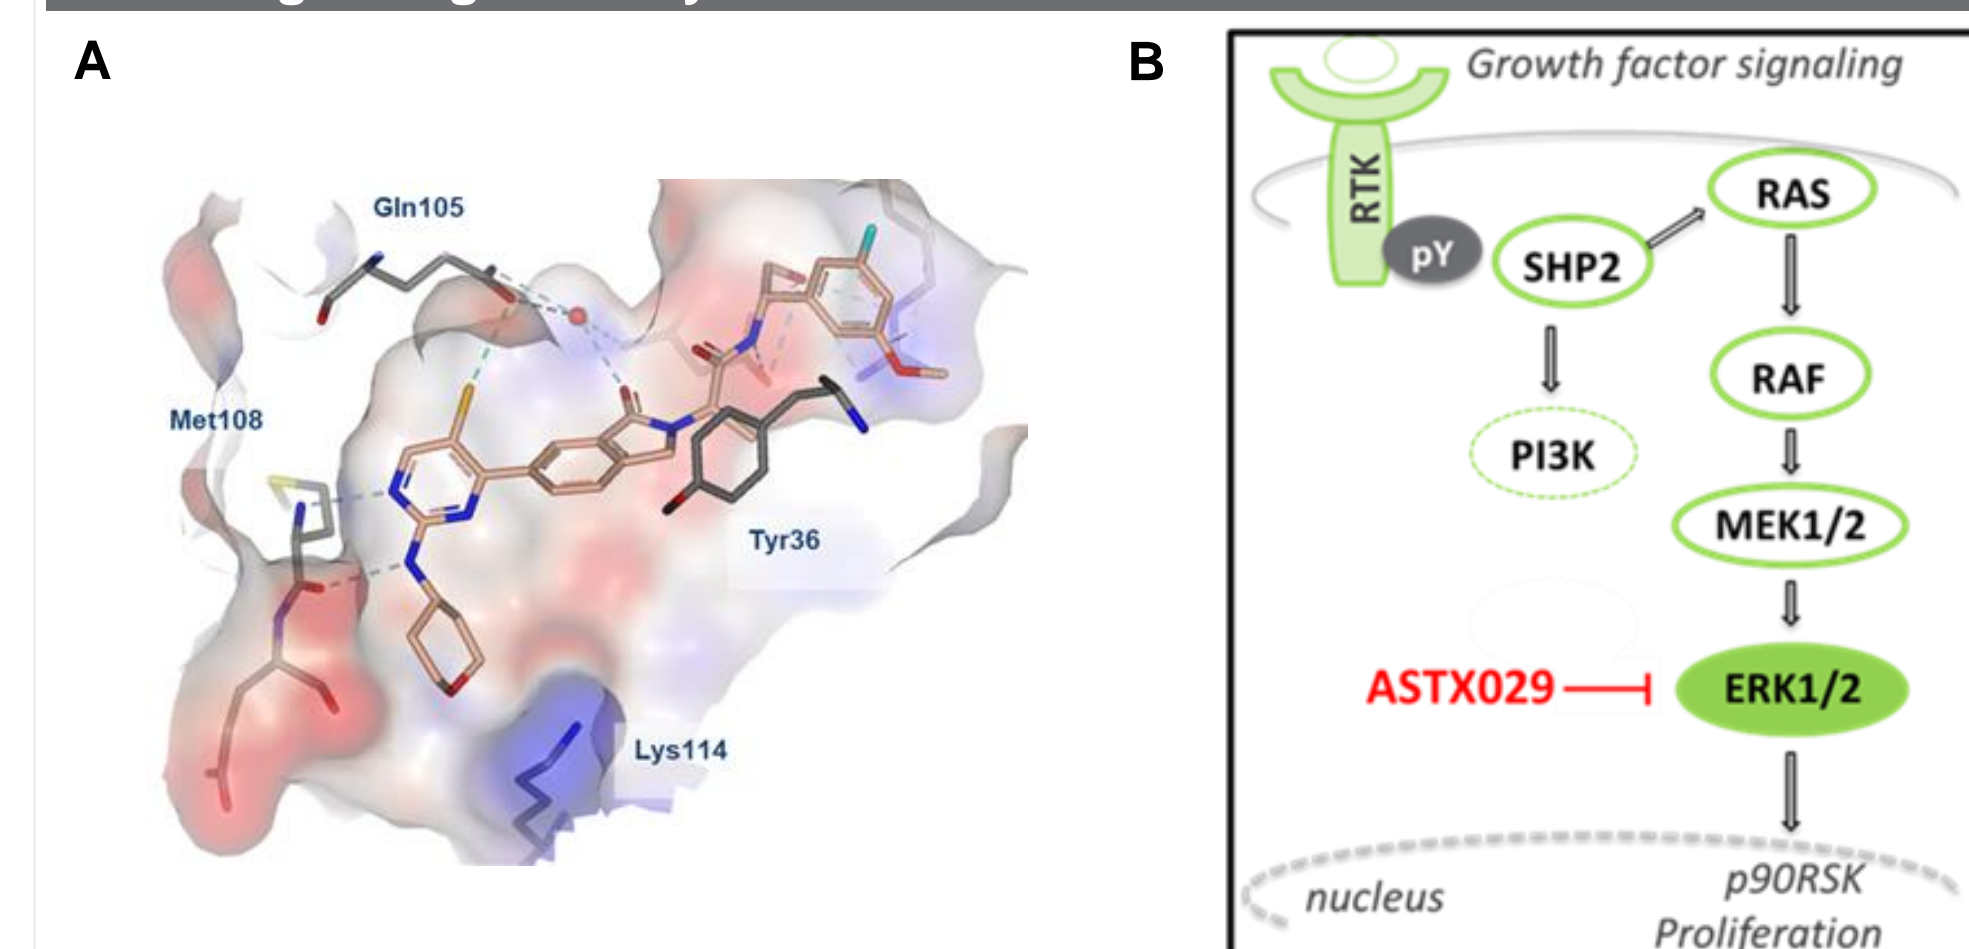 A
Gln105
Met108
Tyr36
Lys114
B
Growth factor signaling
RTK
pY
SHP2
RAS
RAF
PI3K
MEK1/2
ASTX029
ERK1/2
nucleus
p90RSK
Proliferation